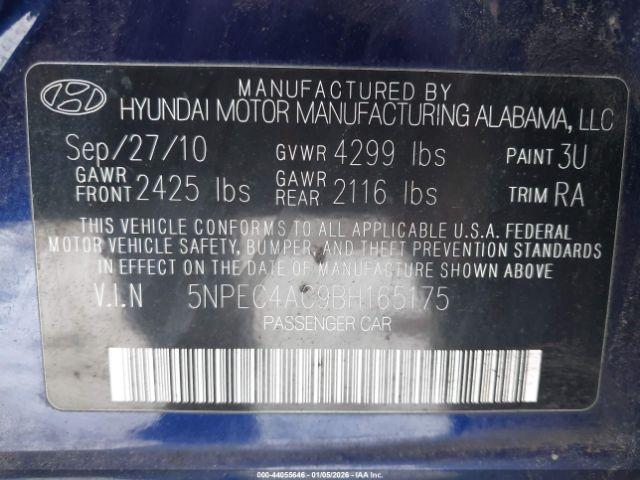 MANUFACTURED BY
HYUNDAI MOTOR MANUFACTURING ALABAMA, LLC
Sep/27/10 GVWR 4299 lbs PAINT 3U
GAWR FRONT 2425 lbs GAWR REAR 2116 lbs TRIM RA
THIS VEHICLE CONFORMS TO ALL APPLICABLE U.S.A. FEDERAL
MOTOR VEHICLE SAFETY, BUMPER, AND THEFT PREVENTION STANDARDS
IN EFFECT ON THE DATE OF MANUFACTURE SHOWN ABOVE.
V.I.N 5NPEC4AC9BH165175
PASSENGER CAR
000-44055646 - 01/05/2026 - IAAI.COM